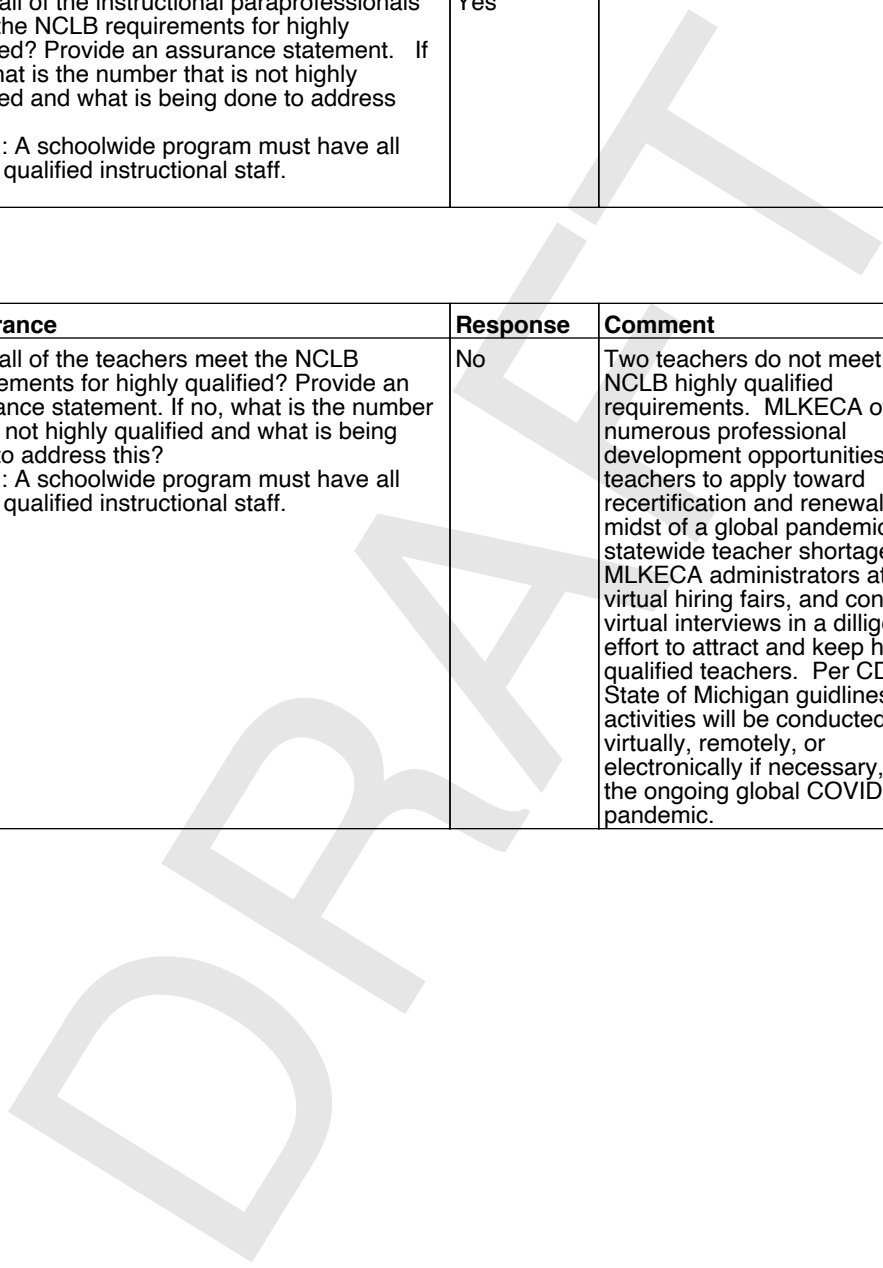 all of the instructional paraprofessionals Yes
the NCLB requirements for highly
ed? Provide an assurance statement. If
hat is the number that is not highly
ed and what is being done to address
: A schoolwide program must have all
qualified instructional staff.
rance Response Comment
all of the teachers meet the NCLB
ements for highly qualified? Provide an
ance statement. If no, what is the number
not highly qualified and what is being
to address this?
: A schoolwide program must have all
qualified instructional staff.
No
Two teachers do not meet
NCLB highly qualified
requirements. MLKECA o
numerous professional
development opportunities
teachers to apply toward
recertification and renewal
midst of a global pandemic
statewide teacher shortage
MLKECA administrators at
virtual hiring fairs, and con
virtual interviews in a dillige
effort to attract and keep h
qualified teachers. Per CD
State of Michigan guidlines
activities will be conducted
virtually, remotely, or
electronically if necessary,
the ongoing global COVID
pandemic.
DRAFT